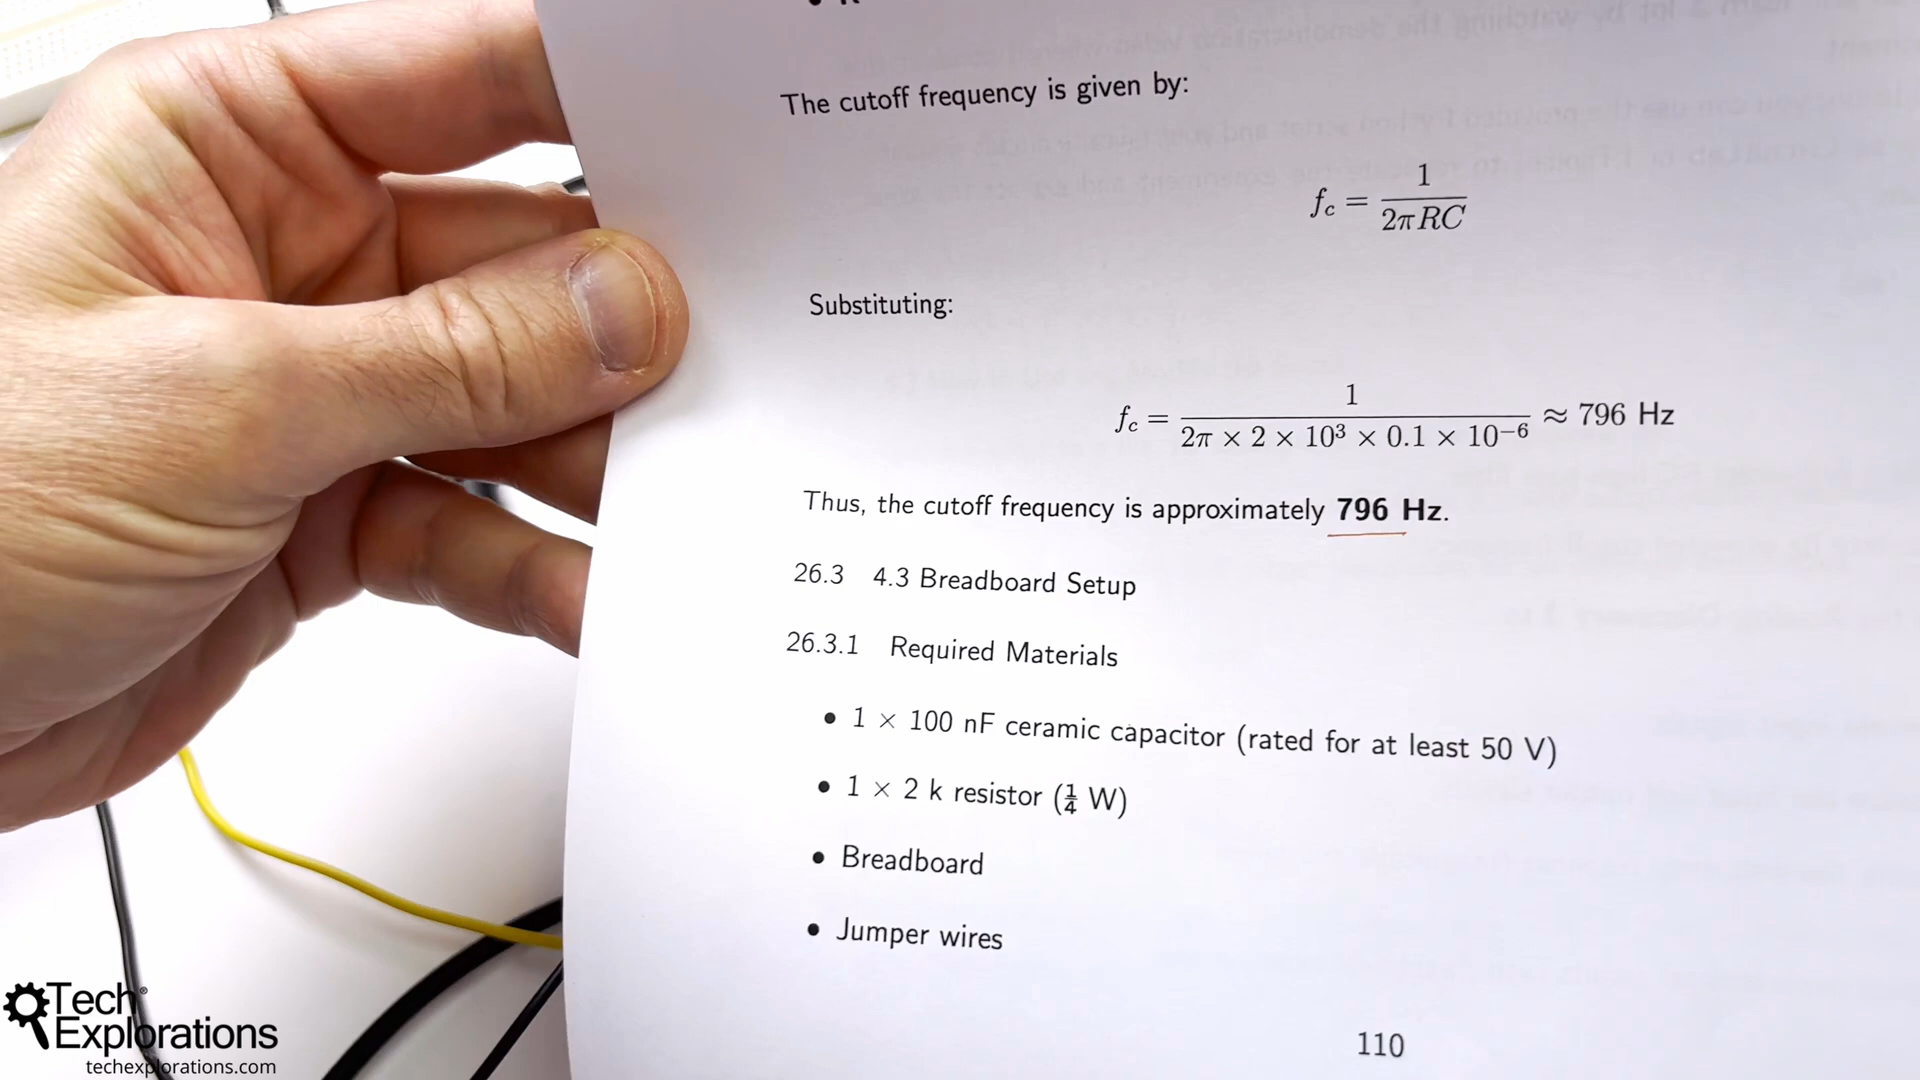 The cutoff frequency is given by:
f_c = \frac{1}{2πRC}
Substituting:
f_c = \frac{1}{2π × 2 × 10³ × 0.1 × 10⁻⁶} ≈ 796 Hz
Thus, the cutoff frequency is approximately 796 Hz.
26.3 4.3 Breadboard Setup
26.3.1 Required Materials
• 1 × 100 nF ceramic capacitor (rated for at least 50 V)
• 1 × 2 k resistor (¼ W)
• Breadboard
• Jumper wires
110
Tech®
Explorations
techexplorations.com